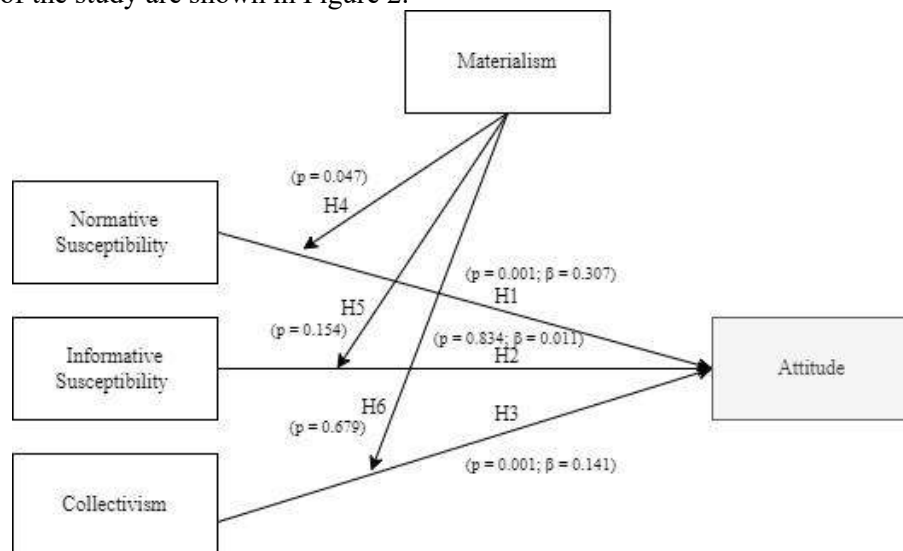 of the study are shown in Figure 2.
Materialism
(p = 0.047)
H4
Normative
Susceptibility
(p = 0.001; β = 0.307)
H1
H5
(p = 0.154)
(p = 0.834; β = 0.011)
H2
Informative
Susceptibility
Attitude
H6
(p = 0.679)
H3
(p = 0.001; β = 0.141)
Collectivism